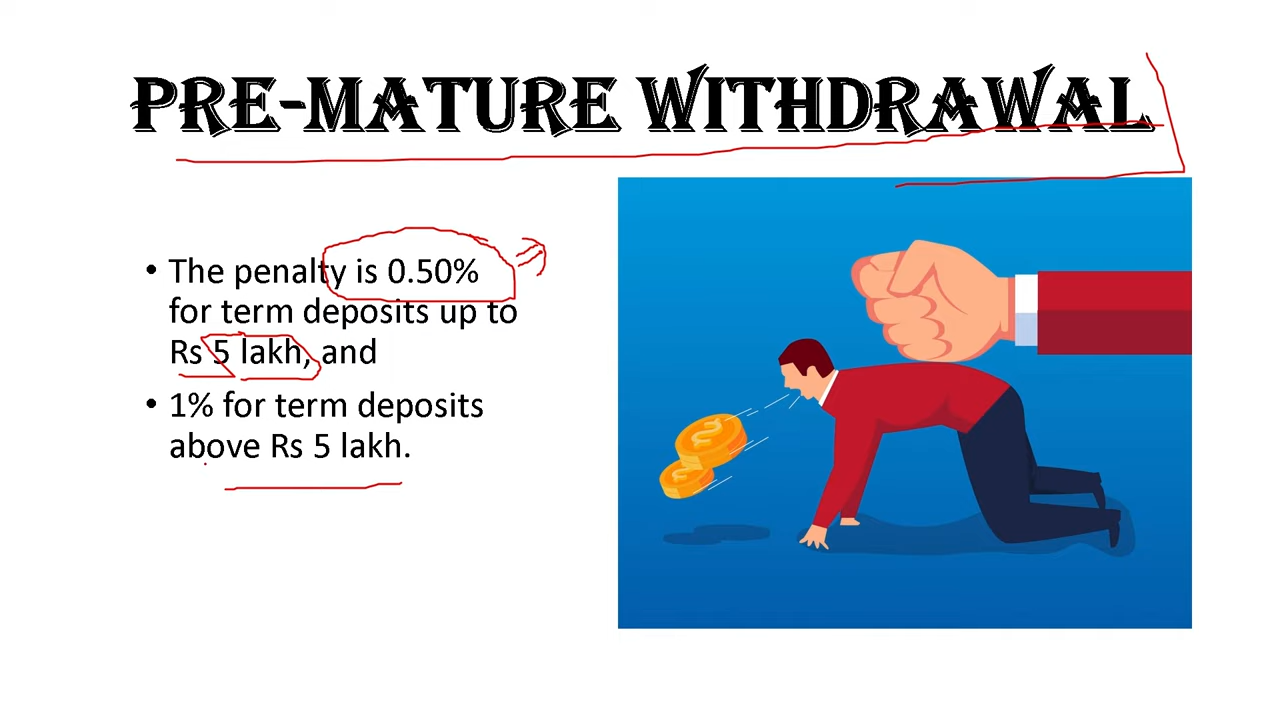 PRE-MATURE WITHDRAWAL
• The penalty is 0.50%
for term deposits up to
Rs 5 lakh, and
• 1% for term deposits
above Rs 5 lakh.